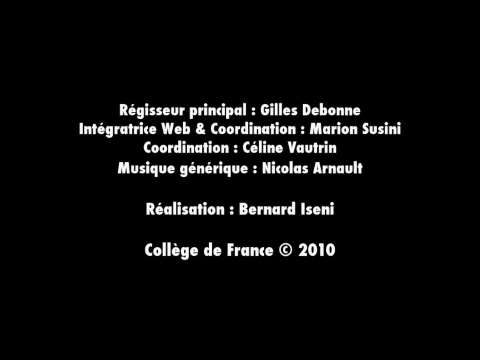 Régisseur principal : Gilles Debonne
Intégratrice Web & Coordination : Marion Susini
Coordination : Céline Vautrin
Musique générique : Nicolas Arnault
Réalisation : Bernard Iseni
Collège de France © 2010